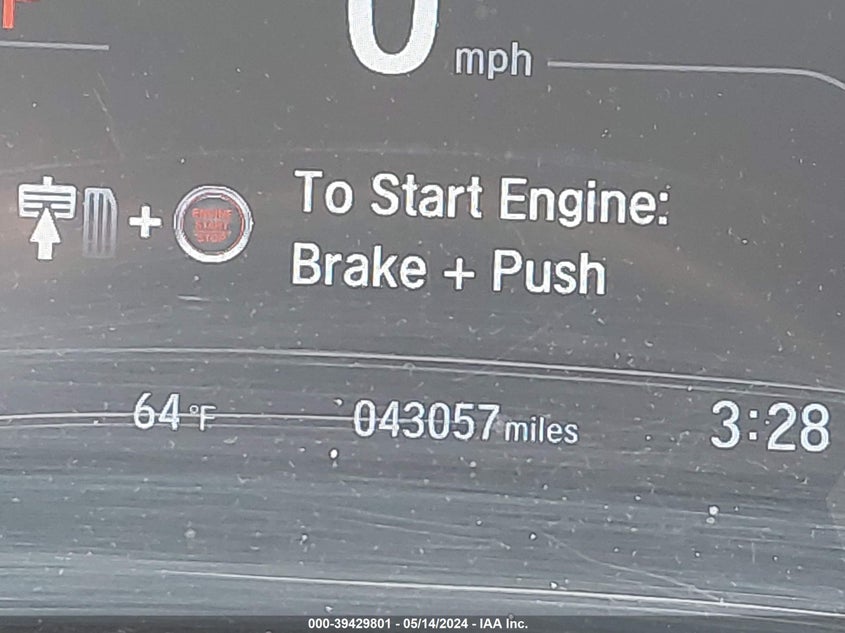 F
0 mph
ENGINE
START
STOP
To Start Engine:
Brake + Push
64 °F 043057 miles 3:28
000-39429801 - 05/14/2024 - IAA Inc.